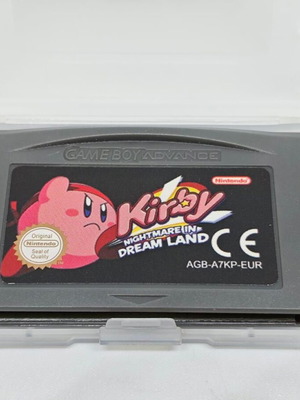 GAME BOY ADVANCE
Nintendo
Kirby
NIGHTMARE IN
DREAM LAND
Original
Nintendo
Seal of
Quality
CE
AGB-A7KP-EUR